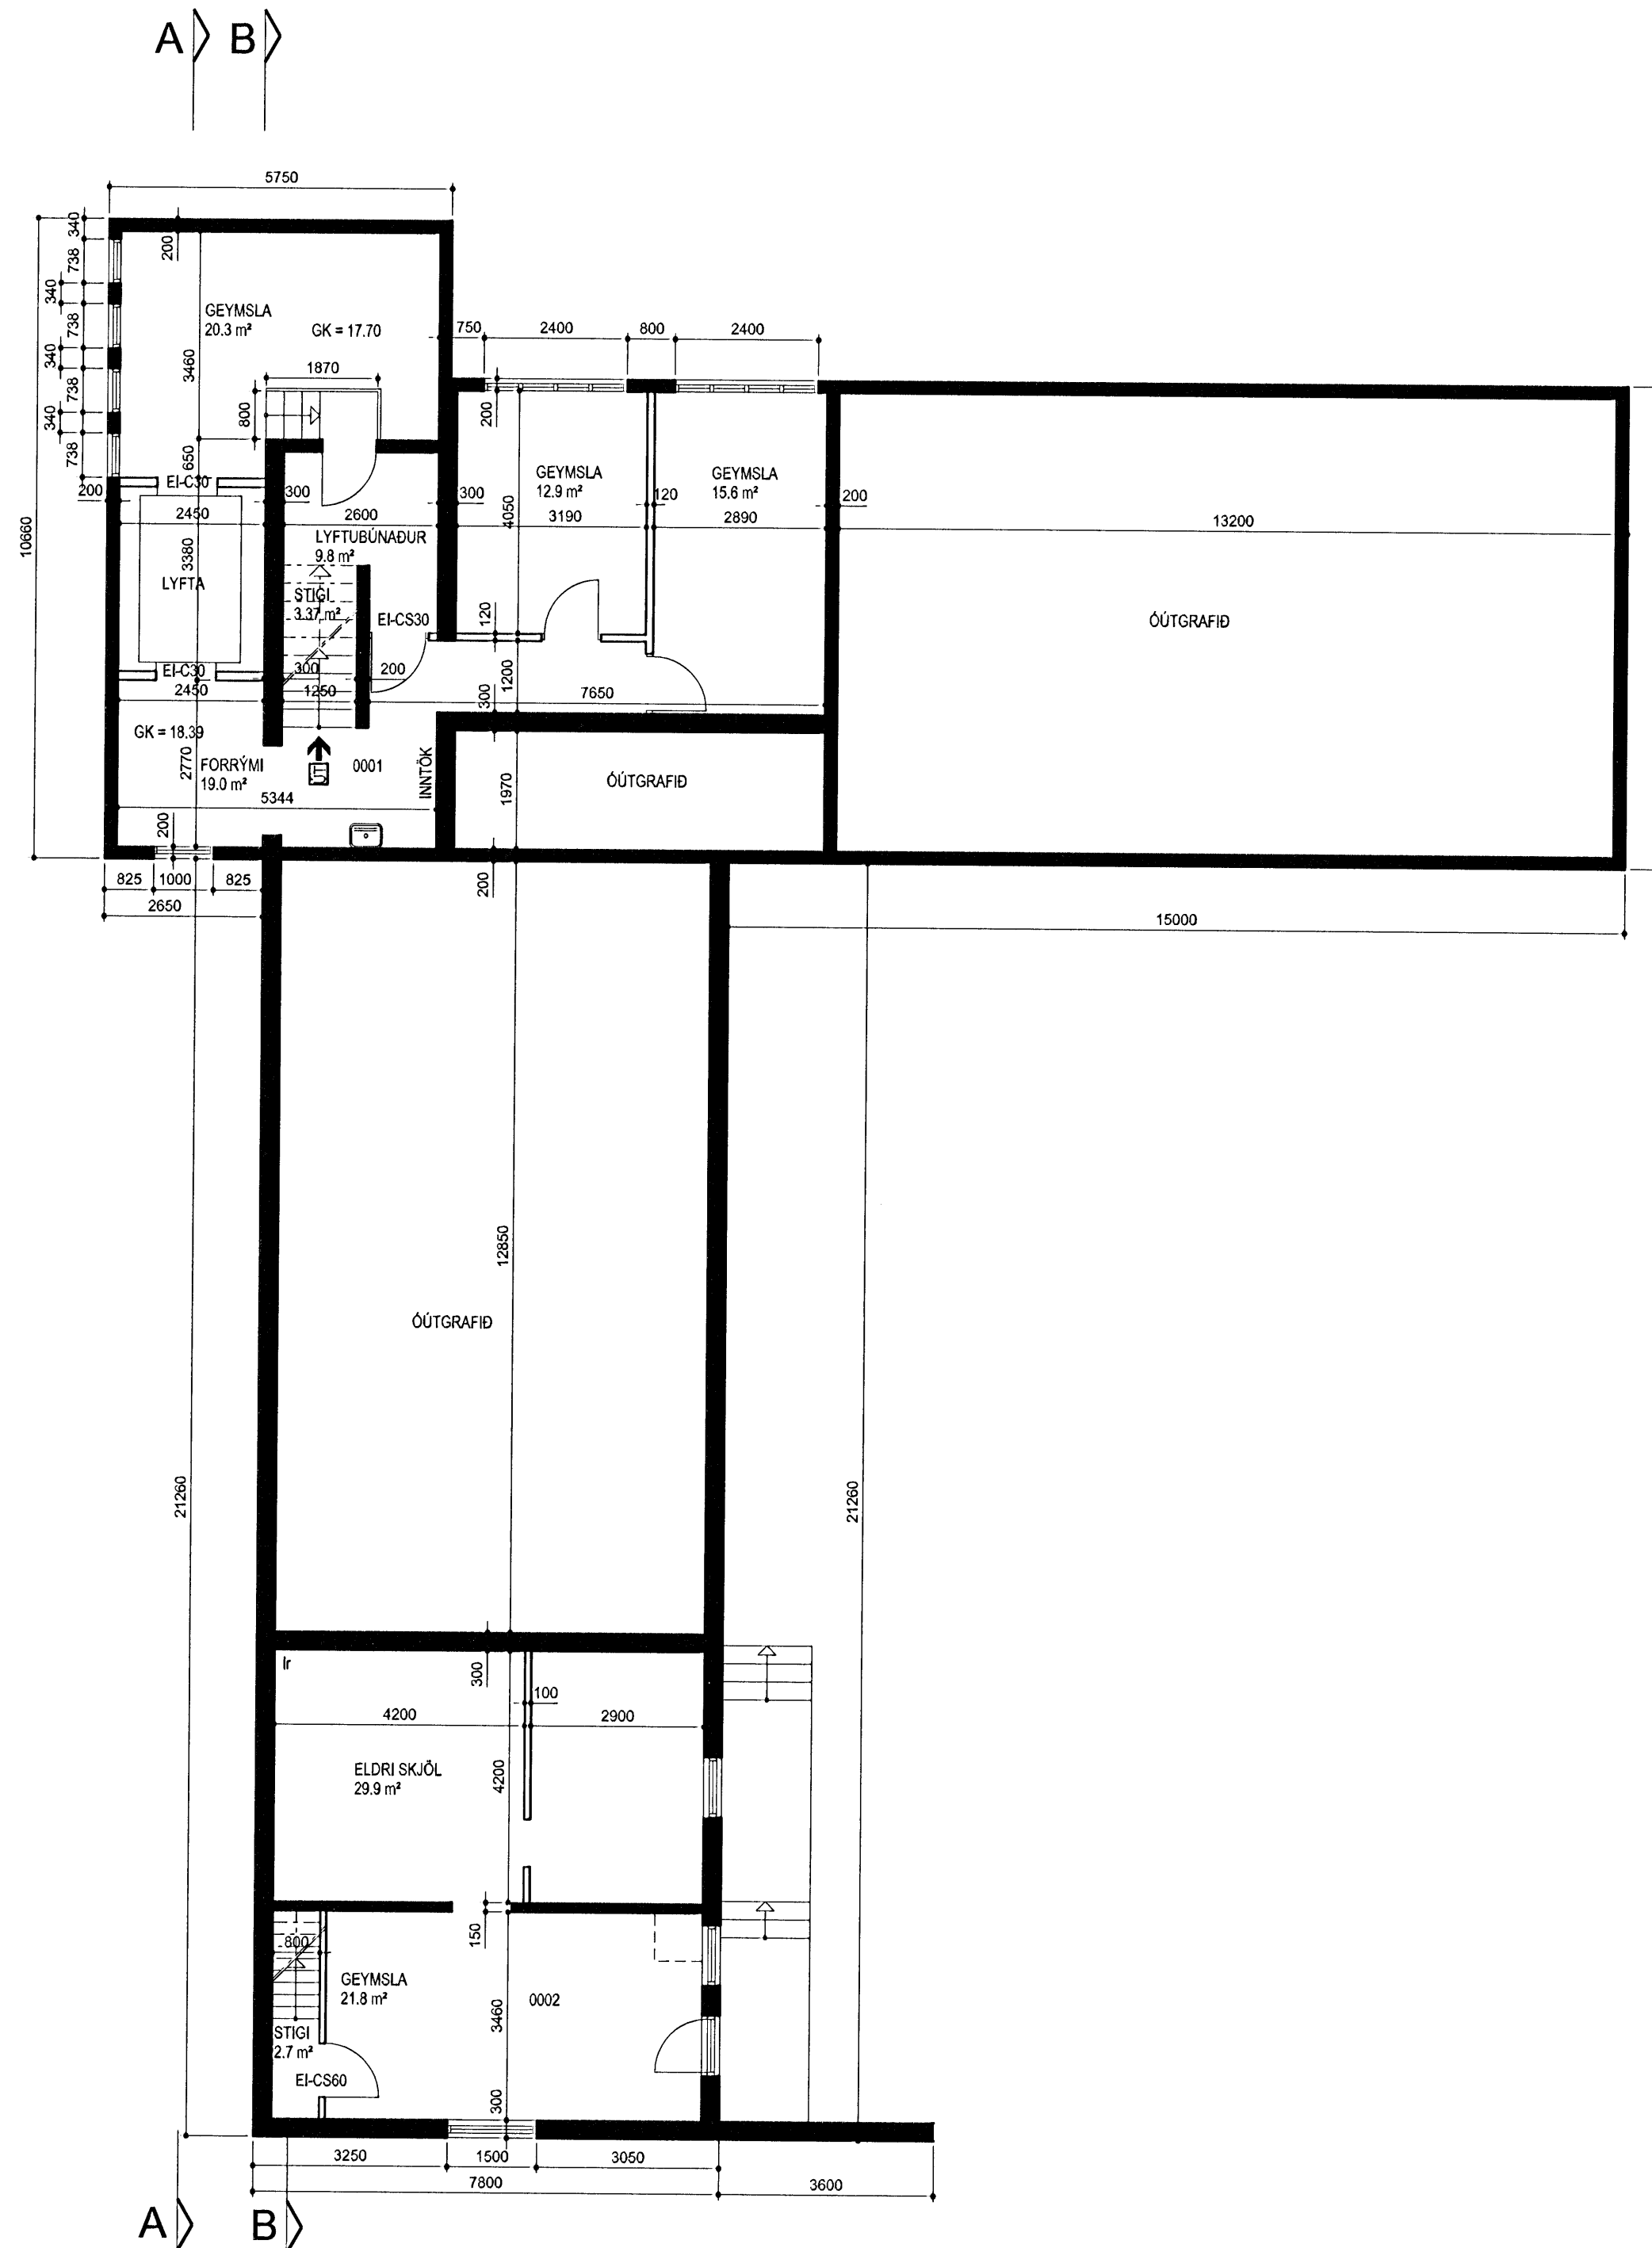 A B
5750
340
738
340
738
340
738
340
738
10660
200
GEYMSLA
20.3 m²
GK = 17.70
3460
1870
800
650
750
2400
800
2400
200
EI-C30
200
2450
300
2600
3380
LYFTA
LYFTUBÚNAÐUR
9.8 m²
STIGI
3.37 m²
EI-CS30
300
4050
GEYMSLA
12.9 m²
3190
120
GEYMSLA
15.6 m²
2890
200
13200
ÓÚTGRAFIÐ
120
1200
300
EI-C30
2450
300
1250
200
7650
GK = 18.39
2770
FORRÝMI
19.0 m²
ÚT
0001
INNTÖK
5344
1970
ÓÚTGRAFIÐ
200
825
1000
825
2650
200
15000
12850
ÓÚTGRAFIÐ
21260
21260
Ir
300
100
4200
2900
ELDRI SKJÖL
29.9 m²
4200
150
800
GEYMSLA
21.8 m²
0002
3460
STIGI
2.7 m²
EI-CS60
300
3250
1500
3050
7800
3600
A B